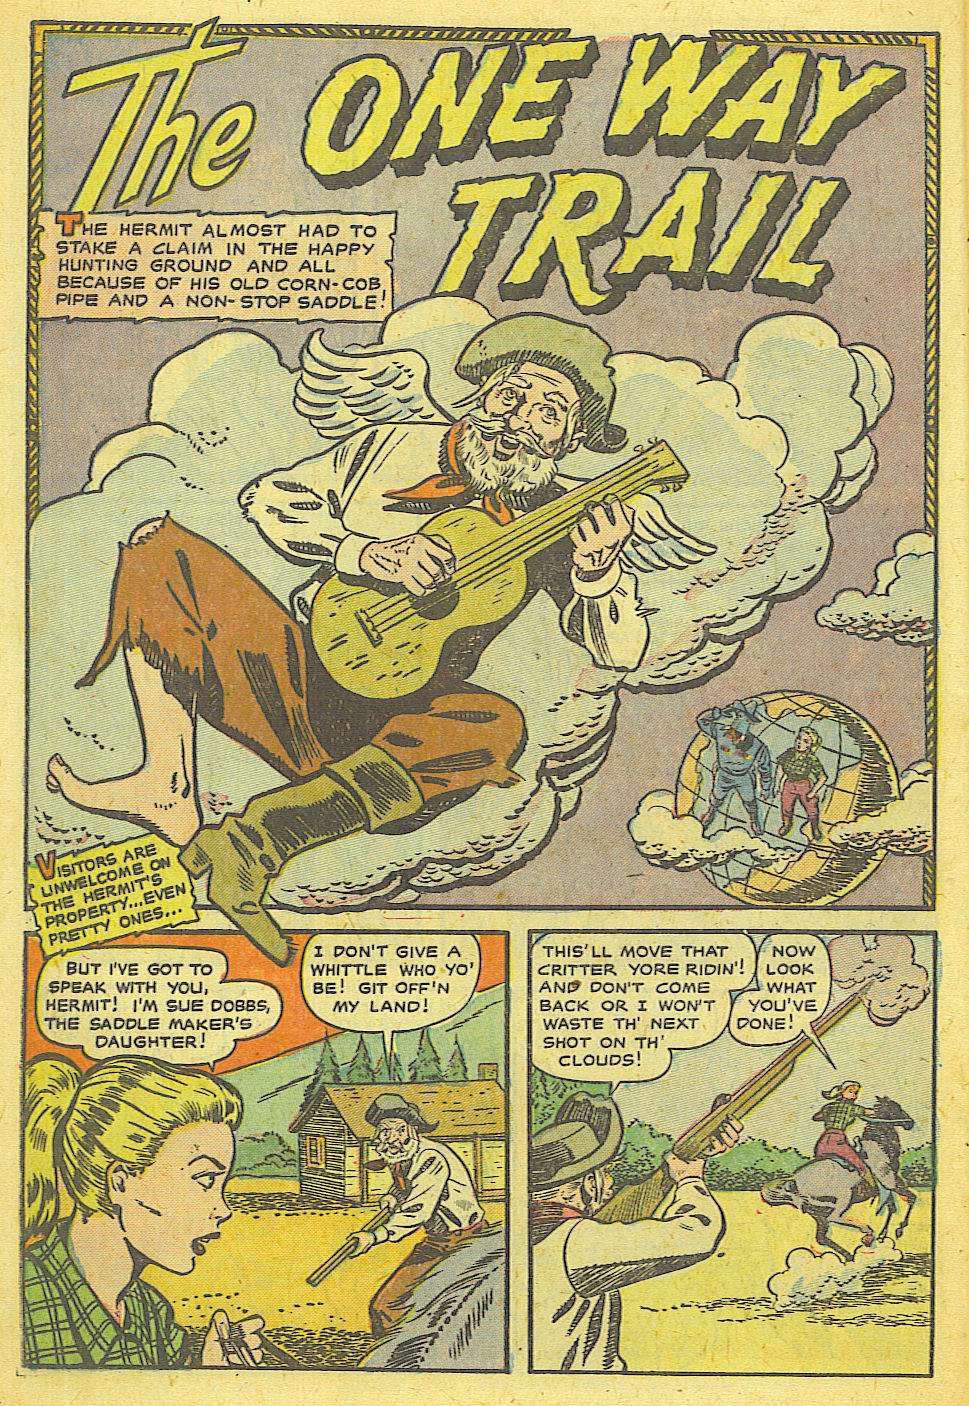 The ONE WAY
TRAIL
THE HERMIT ALMOST HAD TO
STAKE A CLAIM IN THE HAPPY
HUNTING GROUND AND ALL
BECAUSE OF HIS OLD CORN-COB
PIPE AND A NON-STOP SADDLE!
VISITORS ARE
UNWELCOME ON
THE HERMIT'S
PROPERTY...EVEN
PRETTY ONES...
BUT I'VE GOT TO
SPEAK WITH YOU,
HERMIT! I'M SUE DOBBS,
THE SADDLE MAKER'S
DAUGHTER!
I DON'T GIVE A
WHITTLE WHO YO'
BE! GIT OFF'N
MY LAND!
THIS'LL MOVE THAT
CRITTER YORE RIDIN'!
AND DON'T COME
BACK OR I WON'T
WASTE TH' NEXT
SHOT ON TH'
CLOUDS!
NOW
LOOK
WHAT
YOU'VE
DONE!